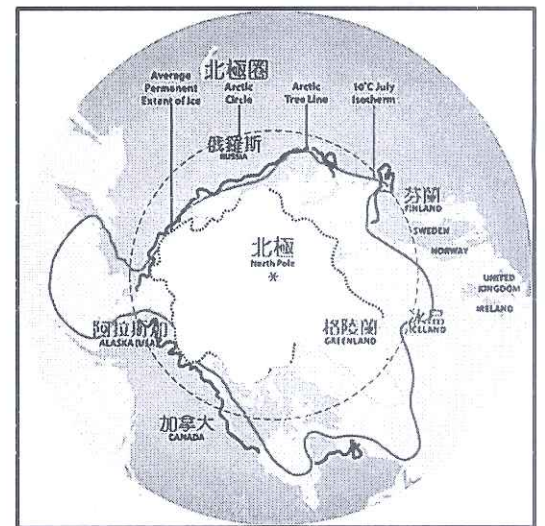 北極圈
Average
Permanent
Extent of Ice
Arctic
Circle
Arctic
Tree Line
10°C July
Isotherm
俄羅斯
RUSSIA
芬蘭
FINLAND
SWEDEN
NORWAY
北極
North Pole
UNITED
KINGDOM
IRELAND
阿拉斯加
ALASKA (USA)
格陵蘭
GREENLAND
冰島
ICELAND
加拿大
CANADA